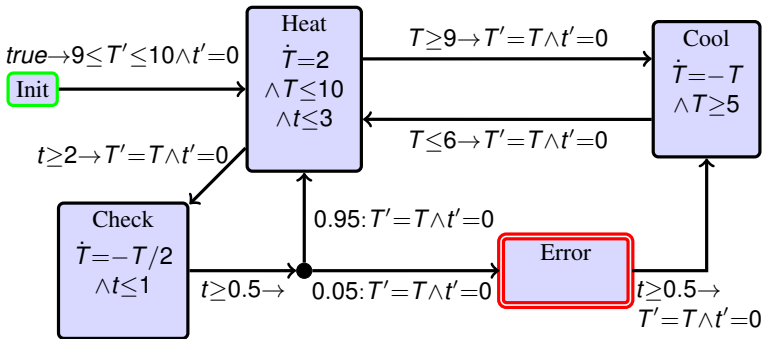 true→9≤T′≤10∧t′=0
Init
Heat
Ṫ=2
∧T≤10
∧t≤3
T≥9→T′=T∧t′=0
Cool
Ṫ=−T
∧T≥5
T≤6→T′=T∧t′=0
t≥2→T′=T∧t′=0
Check
Ṫ=−T/2
∧t≤1
t≥0.5→
0.95:T′=T∧t′=0
0.05:T′=T∧t′=0
Error
t≥0.5→
T′=T∧t′=0